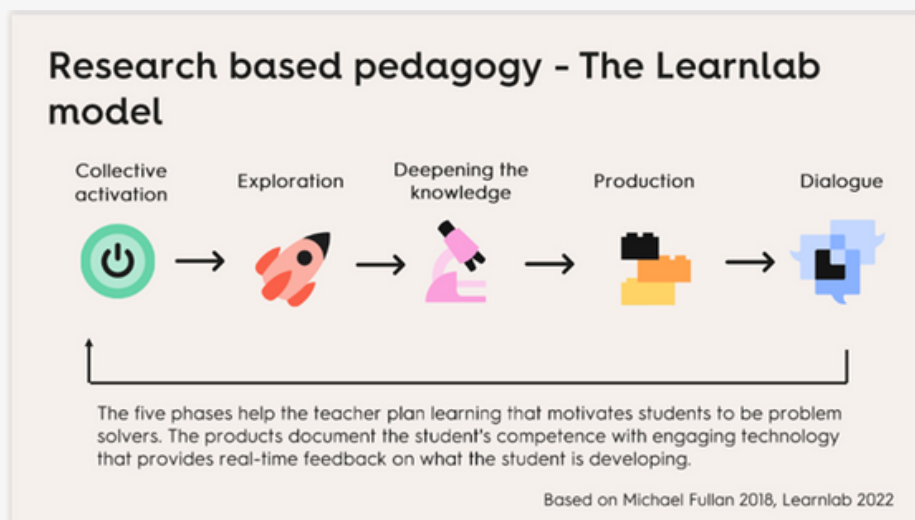 Research based pedagogy - The Learnlab
model
Collective
activation
Exploration
Deepening the
knowledge
Production
Dialogue
The five phases help the teacher plan learning that motivates students to be problem
solvers. The products document the student's competence with engaging technology
that provides real-time feedback on what the student is developing.
Based on Michael Fullan 2018, Learnlab 2022